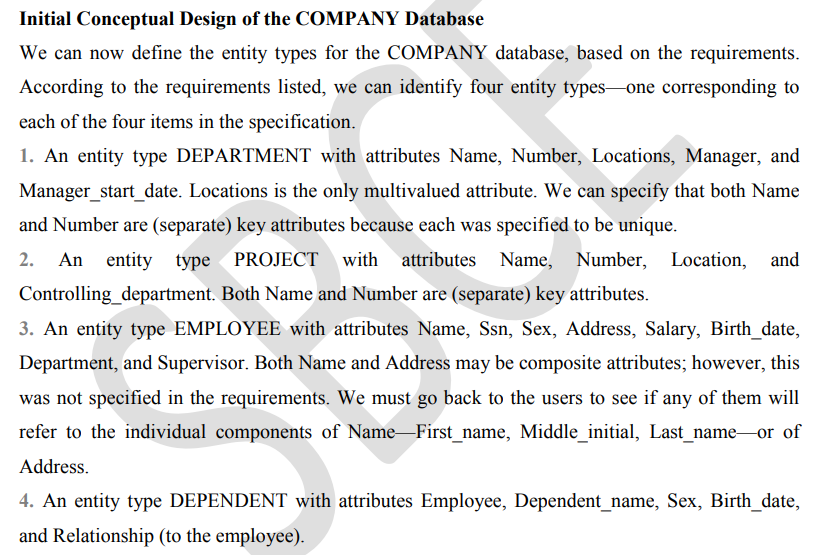 Initial Conceptual Design of the COMPANY Database
We can now define the entity types for the COMPANY database, based on the requirements.
According to the requirements listed, we can identify four entity types—one corresponding to
each of the four items in the specification.
1. An entity type DEPARTMENT with attributes Name, Number, Locations, Manager, and
Manager_start_date. Locations is the only multivalued attribute. We can specify that both Name
and Number are (separate) key attributes because each was specified to be unique.
2. An entity type PROJECT with attributes Name, Number, Location, and
Controlling_department. Both Name and Number are (separate) key attributes.
3. An entity type EMPLOYEE with attributes Name, Ssn, Sex, Address, Salary, Birth_date,
Department, and Supervisor. Both Name and Address may be composite attributes; however, this
was not specified in the requirements. We must go back to the users to see if any of them will
refer to the individual components of Name—First_name, Middle_initial, Last_name—or of
Address.
4. An entity type DEPENDENT with attributes Employee, Dependent_name, Sex, Birth_date,
and Relationship (to the employee).
SBCE